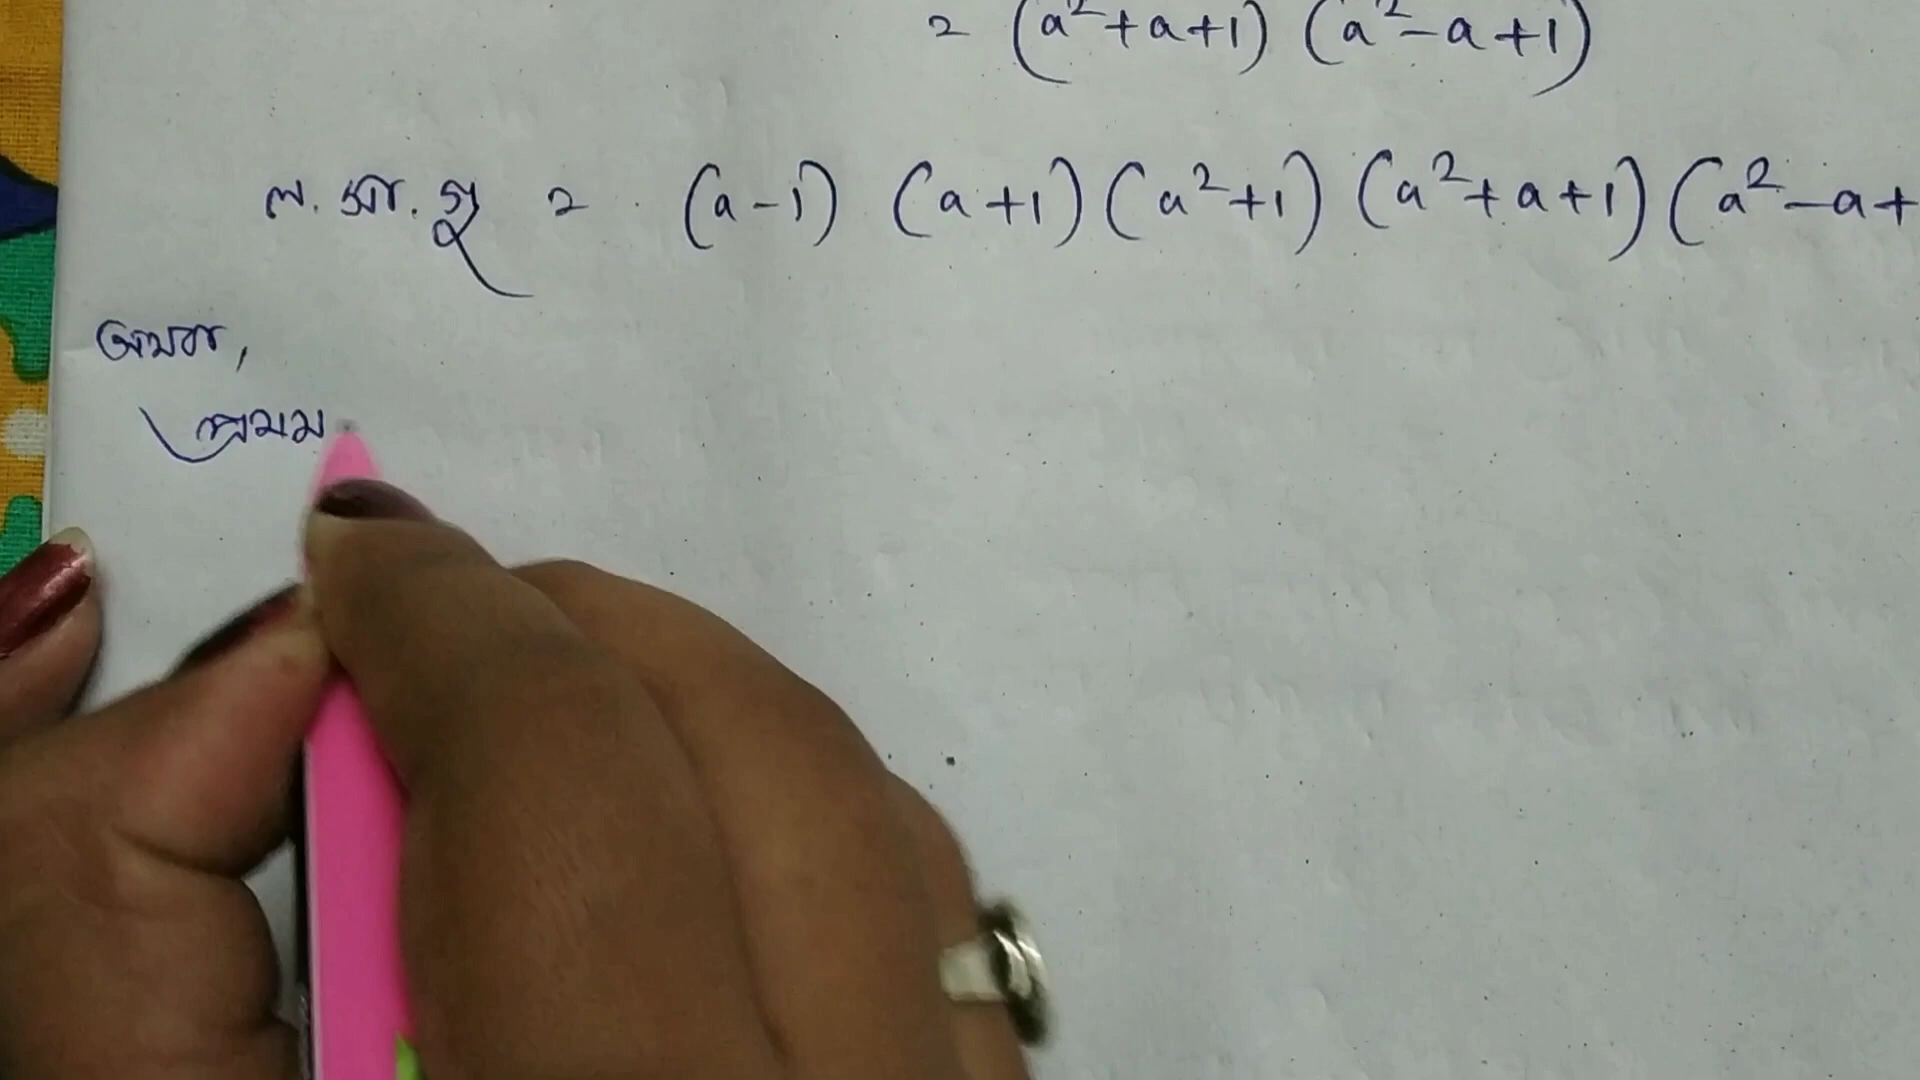 = (a²+a+1) (a²-a+1)
ল.সা.গু = (a-1) (a+1) (a²+1) (a²+a+1) (a²-a+
অথবা,
প্রথম